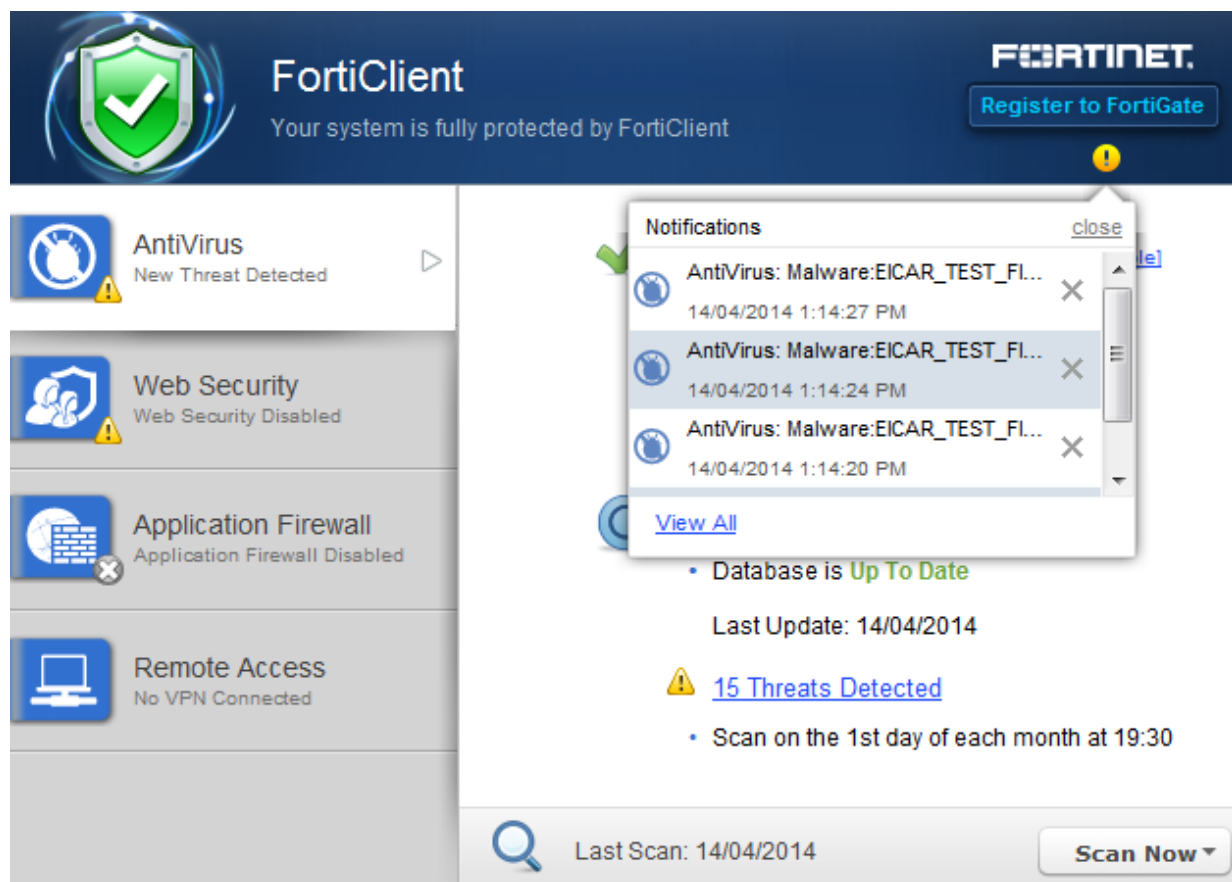 FortiClient
Your system is fully protected by FortiClient
FORTINET
Register to FortiGate
AntiVirus
New Threat Detected
Web Security
Web Security Disabled
Application Firewall
Application Firewall Disabled
Remote Access
No VPN Connected
Notifications
close
AntiVirus: Malware:EICAR_TEST_FI...
14/04/2014 1:14:27 PM
AntiVirus: Malware:EICAR_TEST_FI...
14/04/2014 1:14:24 PM
AntiVirus: Malware:EICAR_TEST_FI...
14/04/2014 1:14:20 PM
View All
Database is Up To Date
Last Update: 14/04/2014
15 Threats Detected
Scan on the 1st day of each month at 19:30
Last Scan: 14/04/2014
Scan Now